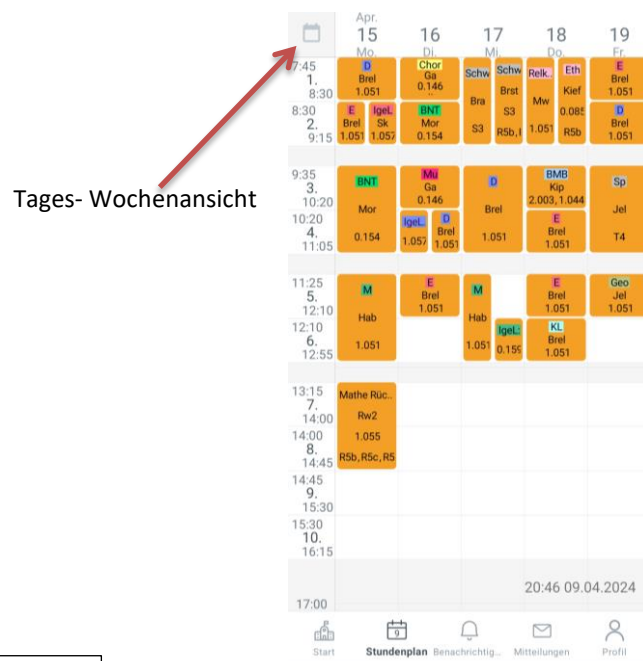 Apr.
15 16 17 18 19
Mo. Di. Mi. Do. Fr.
Tages- Wochenansicht
7:45
1.
8:30
D
Brel
1.051
Chor
Ga
0.146
Schw
Bra
S3
Schw
Brst
S3
R5b,
Relk..
Mw
1.051
Eth
Kief
0.085
R5b
E
Brel
1.051
8:30
2.
9:15
E
Brel
1.051
IgeL
Sk
1.057
BNT
Mor
0.154
D
Brel
1.051
9:35
3.
10:20
BNT
Mor
0.154
Mu
Ga
0.146
D
Brel
1.051
BMB
Kip
2.003, 1.044
Sp
Jel
T4
10:20
4.
11:05
IgeL.
1.057
D
Brel
1.051
E
Brel
1.051
11:25
5.
12:10
M
Hab
1.051
E
Brel
1.051
M
Hab
1.051
E
Brel
1.051
Geo
Jel
1.051
12:10
6.
12:55
IgeL:
0.159
KL
Brel
1.051
13:15
7.
14:00
Mathe Rüc..
Rw2
1.055
R5b,R5c,R5
14:00
8.
14:45
14:45
9.
15:30
15:30
10.
16:15
20:46 09.04.2024
17:00
9
Start Stundenplan Benachrichtig... Mitteilungen Profil